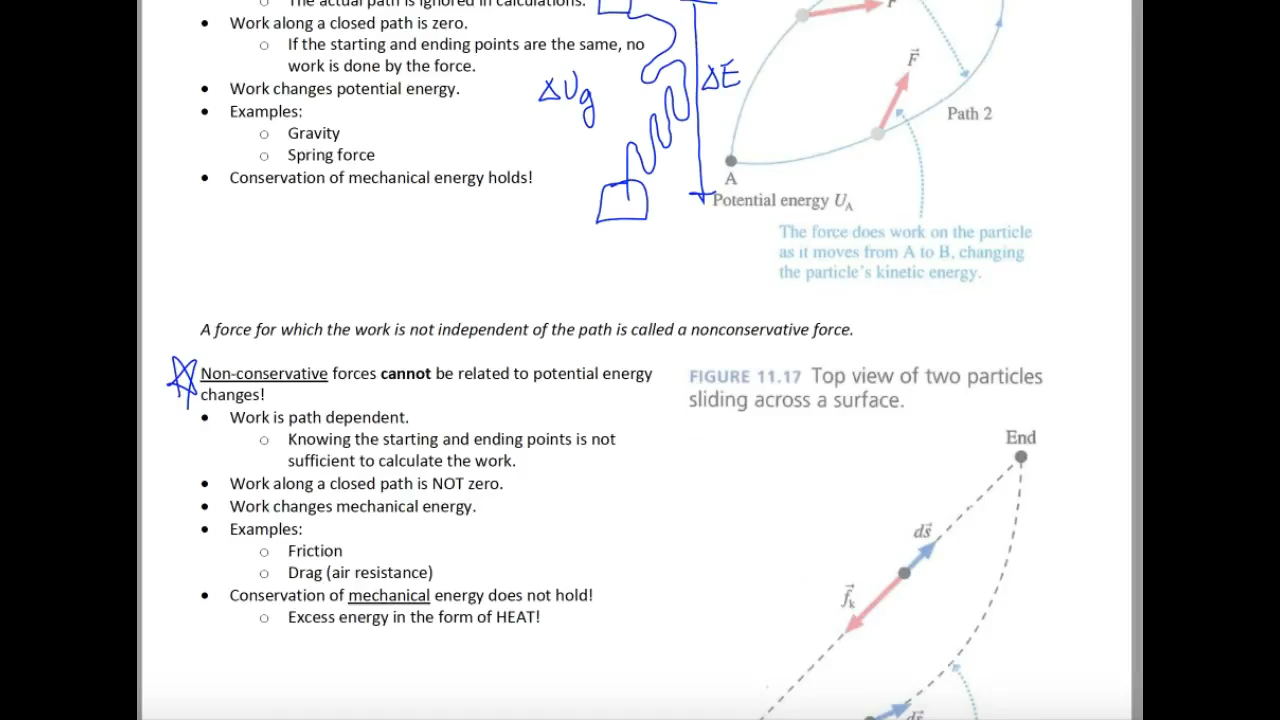 ○ The actual path is ignored in calculations.
• Work along a closed path is zero.
○ If the starting and ending points are the same, no
work is done by the force.
• Work changes potential energy.
• Examples:
○ Gravity
○ Spring force
• Conservation of mechanical energy holds!
ΔUg
ΔE
F
F
Path 2
A
Potential energy UA
The force does work on the particle
as it moves from A to B, changing
the particle's kinetic energy.
A force for which the work is not independent of the path is called a nonconservative force.
Non-conservative forces cannot be related to potential energy
changes!
• Work is path dependent.
○ Knowing the starting and ending points is not
sufficient to calculate the work.
• Work along a closed path is NOT zero.
• Work changes mechanical energy.
• Examples:
○ Friction
○ Drag (air resistance)
• Conservation of mechanical energy does not hold!
○ Excess energy in the form of HEAT!
FIGURE 11.17 Top view of two particles
sliding across a surface.
End
ds
fk
ds